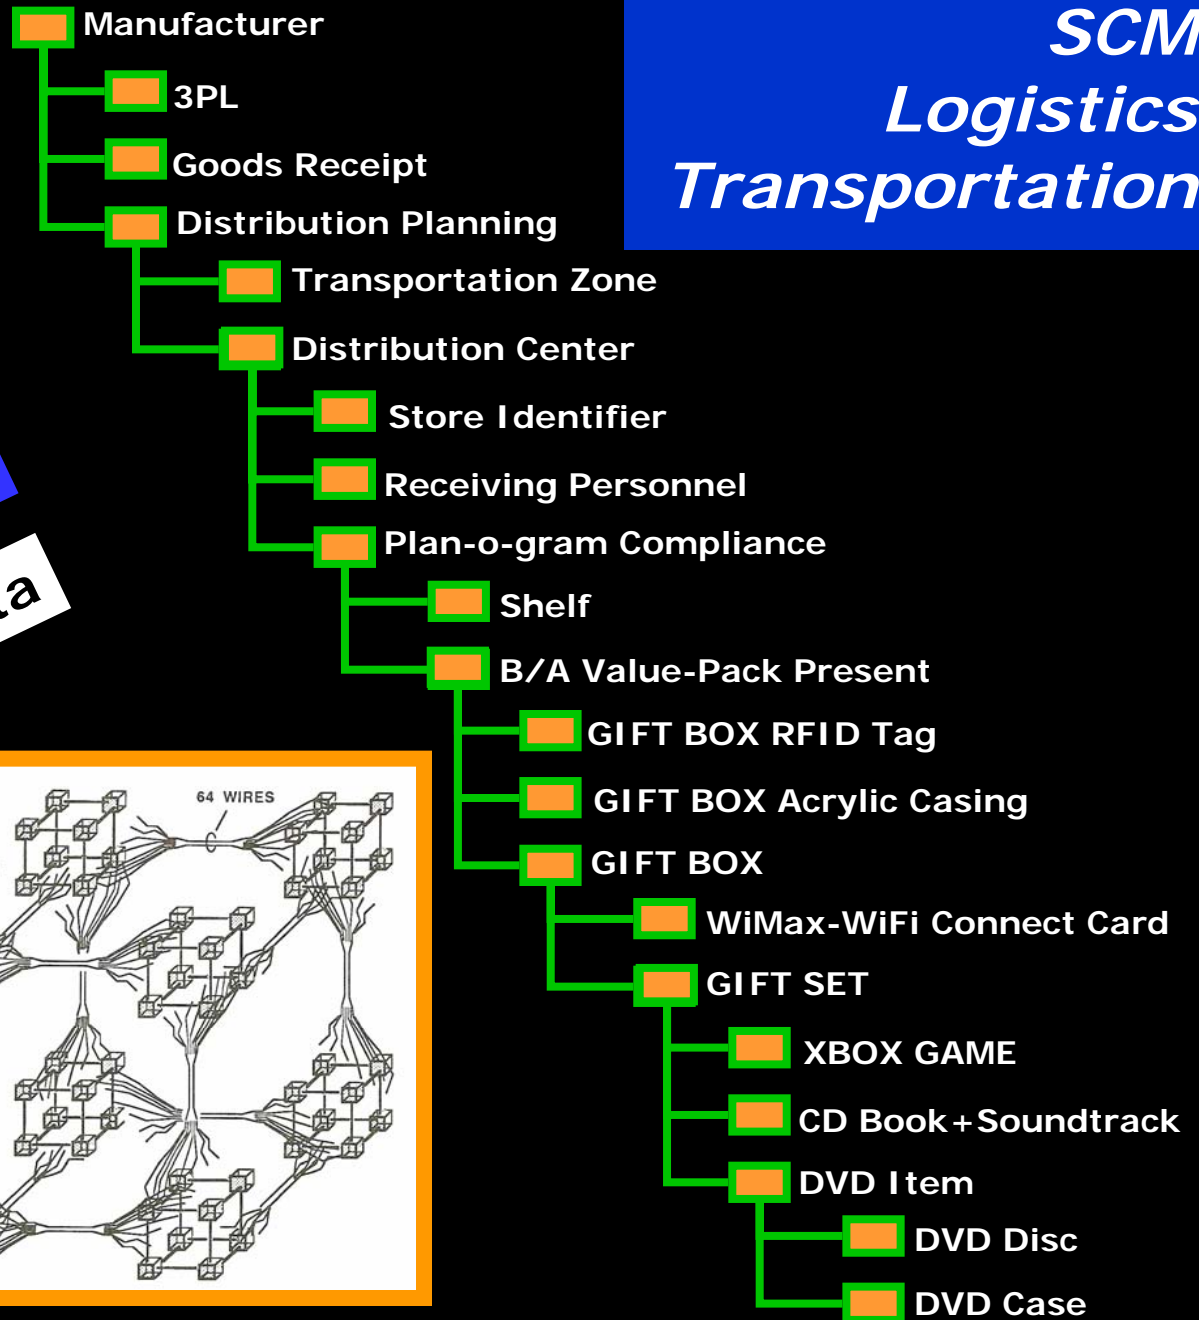 SCM
Logistics
Transportation
Manufacturer
3PL
Goods Receipt
Distribution Planning
Transportation Zone
Distribution Center
Store Identifier
Receiving Personnel
Plan-o-gram Compliance
Shelf
B/A Value-Pack Present
GIFT BOX RFID Tag
GIFT BOX Acrylic Casing
GIFT BOX
WiMax-WiFi Connect Card
GIFT SET
XBOX GAME
CD Book+Soundtrack
DVD Item
DVD Disc
DVD Case
64 WIRES